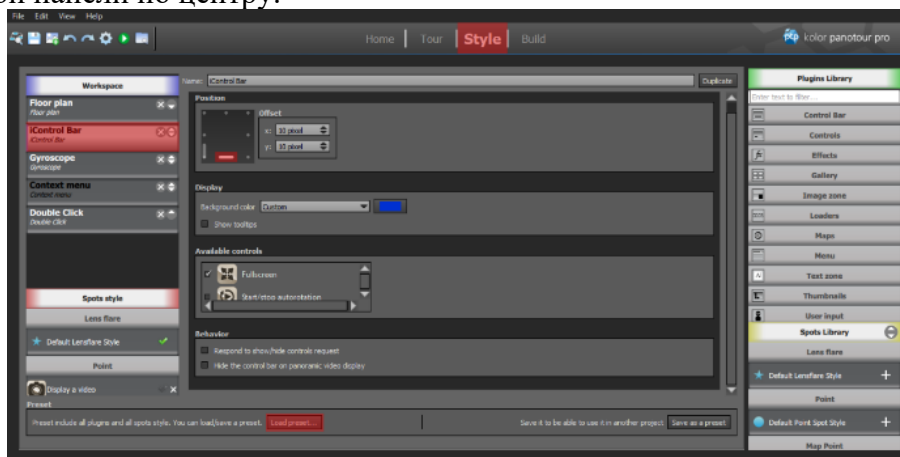 ой панели по центру.
File Edit View Help
Home Tour Style Build
kolor panotour pro
Workspace
Floor plan
Floor plan
iControl Bar
iControl Bar
Gyroscope
Gyroscope
Context menu
Context menu
Double Click
Double Click
Spots style
Lens flare
Default Lensflare Style
Point
Display a video
Name: iControl Bar Duplicate
Position
Offset
x: 10 pixel
y: 10 pixel
Display
Background color Custom
Show tooltips
Available controls
Fullscreen
Start/stop autorotation
Behavior
Respond to show/hide controls request
Hide the control bar on panoramic video display
Preset
Preset include all plugins and all spots style. You can load/save a preset. Load preset... Save it to be able to use it in another project Save as a preset
Plugins Library
Enter text to filter...
Control Bar
Controls
Effects
Gallery
Image zone
Loaders
Maps
Menu
Text zone
Thumbnails
User input
Spots Library
Lens flare
Default Lensflare Style
Point
Default Point Spot Style
Map Point